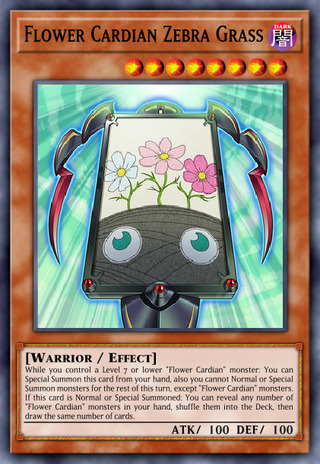 Flower Cardian Zebra Grass
DARK
闇
[Warrior / Effect]
While you control a Level 7 or lower "Flower Cardian" monster: You can
Special Summon this card from your hand, also you cannot Normal or Special
Summon monsters for the rest of this turn, except "Flower Cardian" monsters.
If this card is Normal or Special Summoned: You can reveal any number of
"Flower Cardian" monsters in your hand, shuffle them into the Deck, then
draw the same number of cards.
ATK/ 100 DEF/ 100